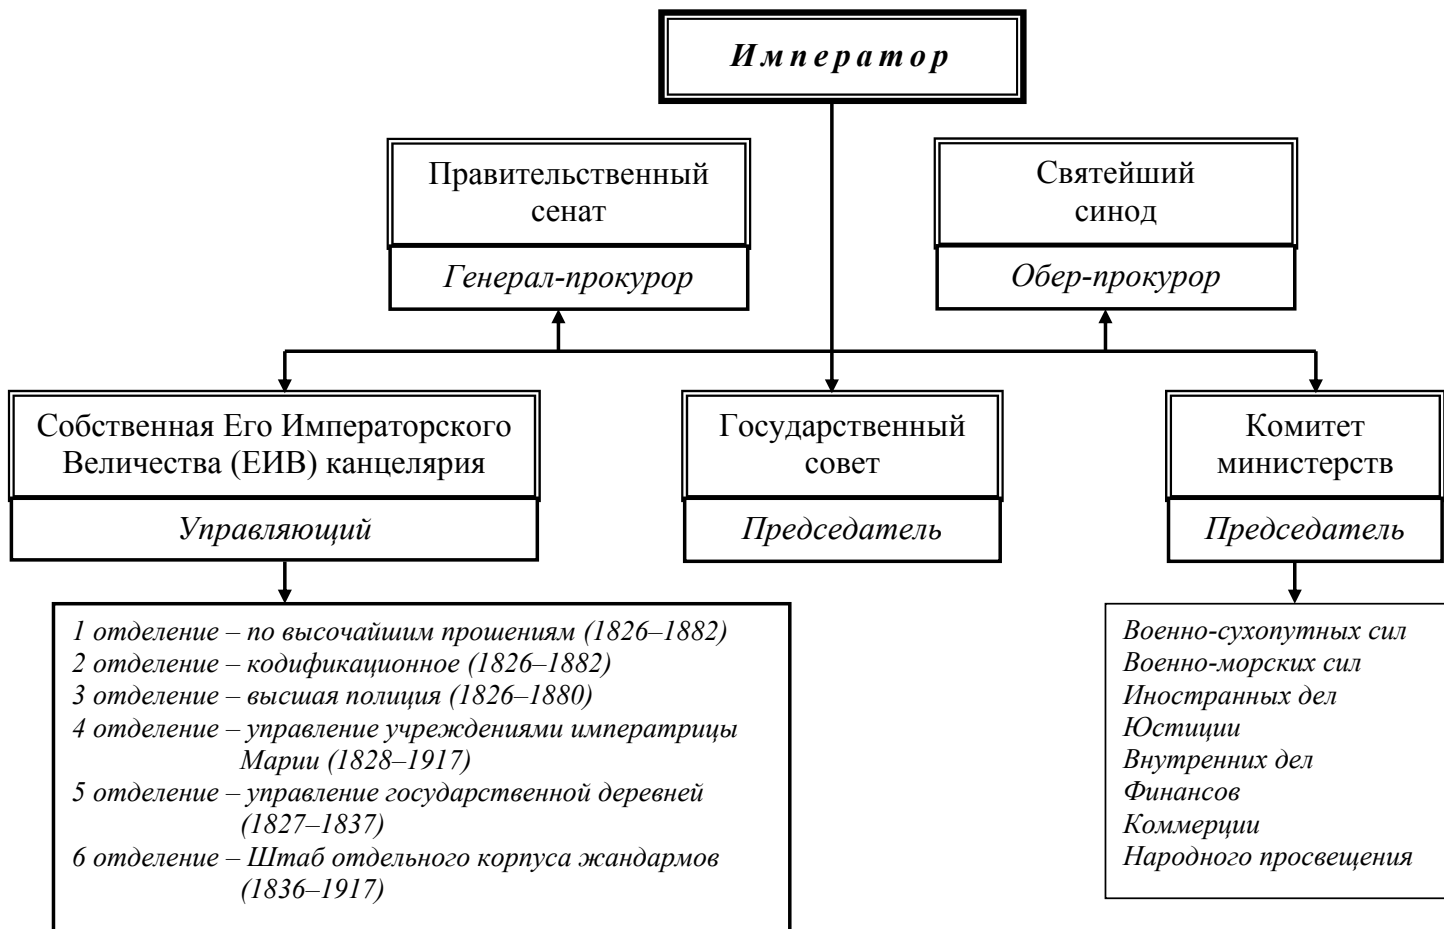 Император
Правительственный
сенат
Генерал-прокурор
Святейший
синод
Обер-прокурор
Собственная Его Императорского
Величества (ЕИВ) канцелярия
Управляющий
Государственный
совет
Председатель
Комитет
министерств
Председатель
1 отделение – по высочайшим прошениям (1826–1882)
2 отделение – кодификационное (1826–1882)
3 отделение – высшая полиция (1826–1880)
4 отделение – управление учреждениями императрицы
Марии (1828–1917)
5 отделение – управление государственной деревней
(1827–1837)
6 отделение – Штаб отдельного корпуса жандармов
(1836–1917)
Военно-сухопутных сил
Военно-морских сил
Иностранных дел
Юстиции
Внутренних дел
Финансов
Коммерции
Народного просвещения